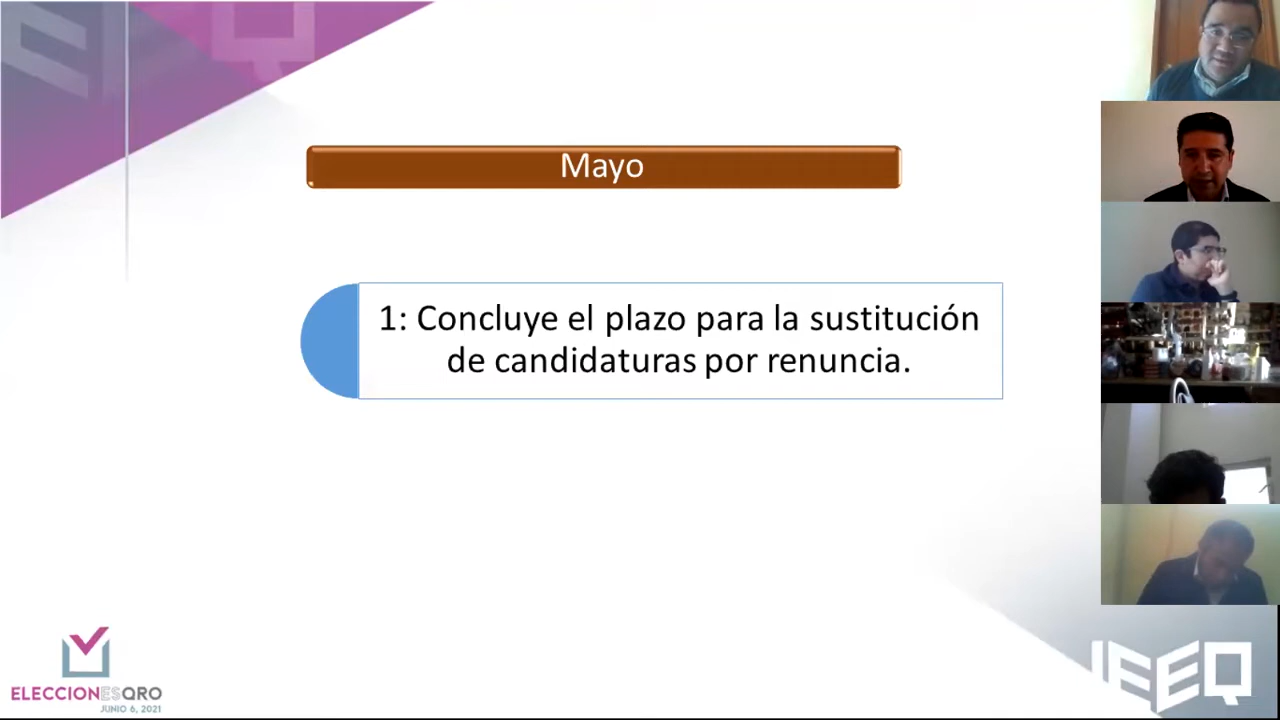 Mayo
1: Concluye el plazo para la sustitución
de candidaturas por renuncia.
ELECCIONESQRO
JUNIO 6, 2021
IEEQ